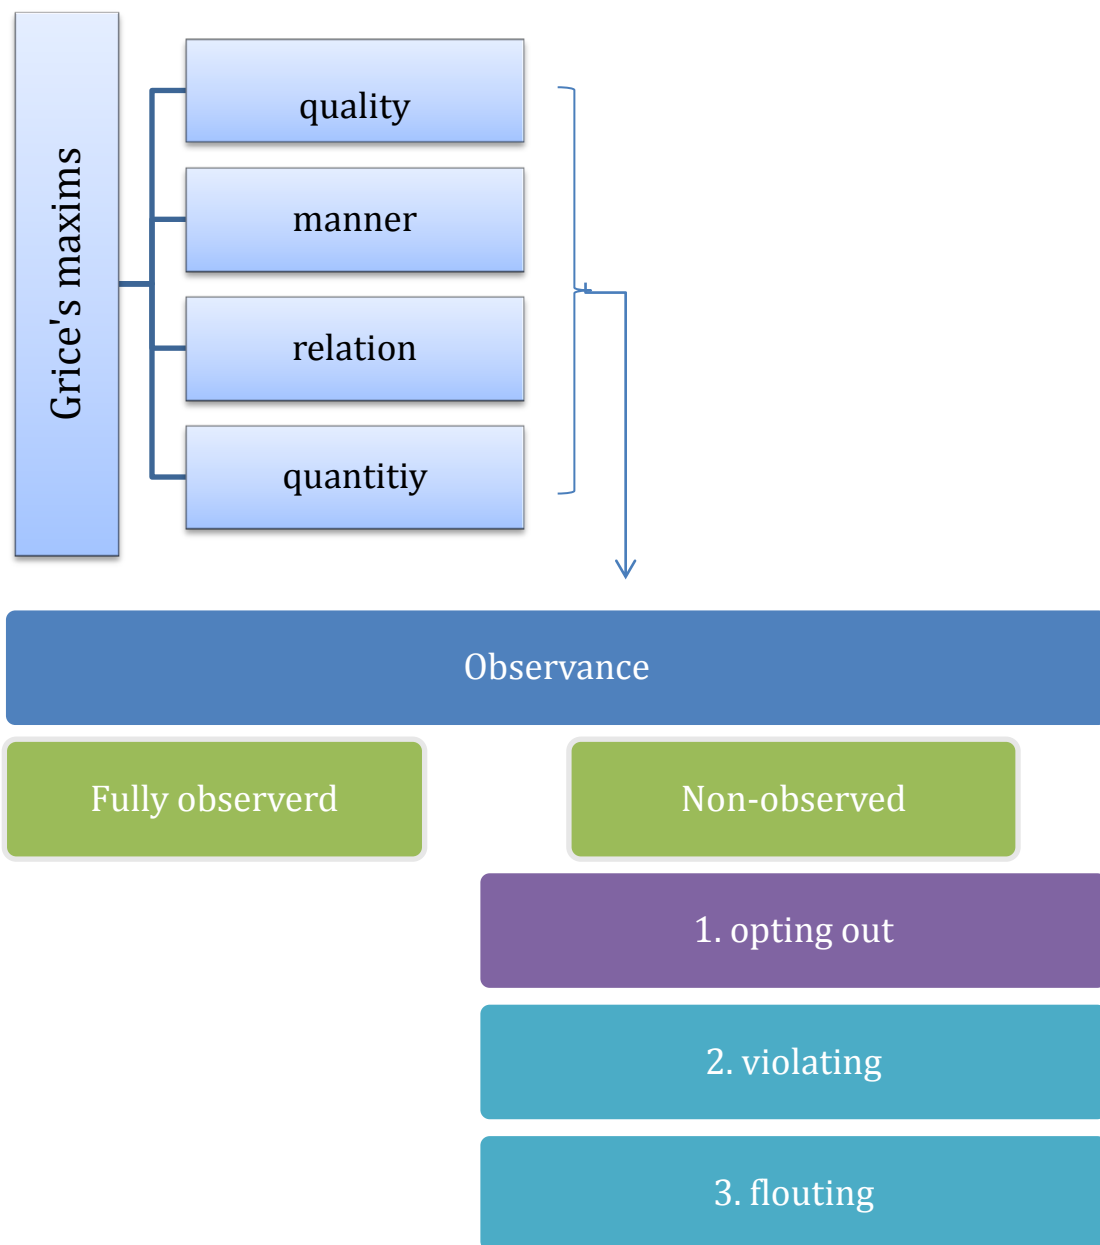 Grice's maxims
quality
manner
relation
quantitiy
Observance
Fully observerd
Non-observed
1. opting out
2. violating
3. flouting